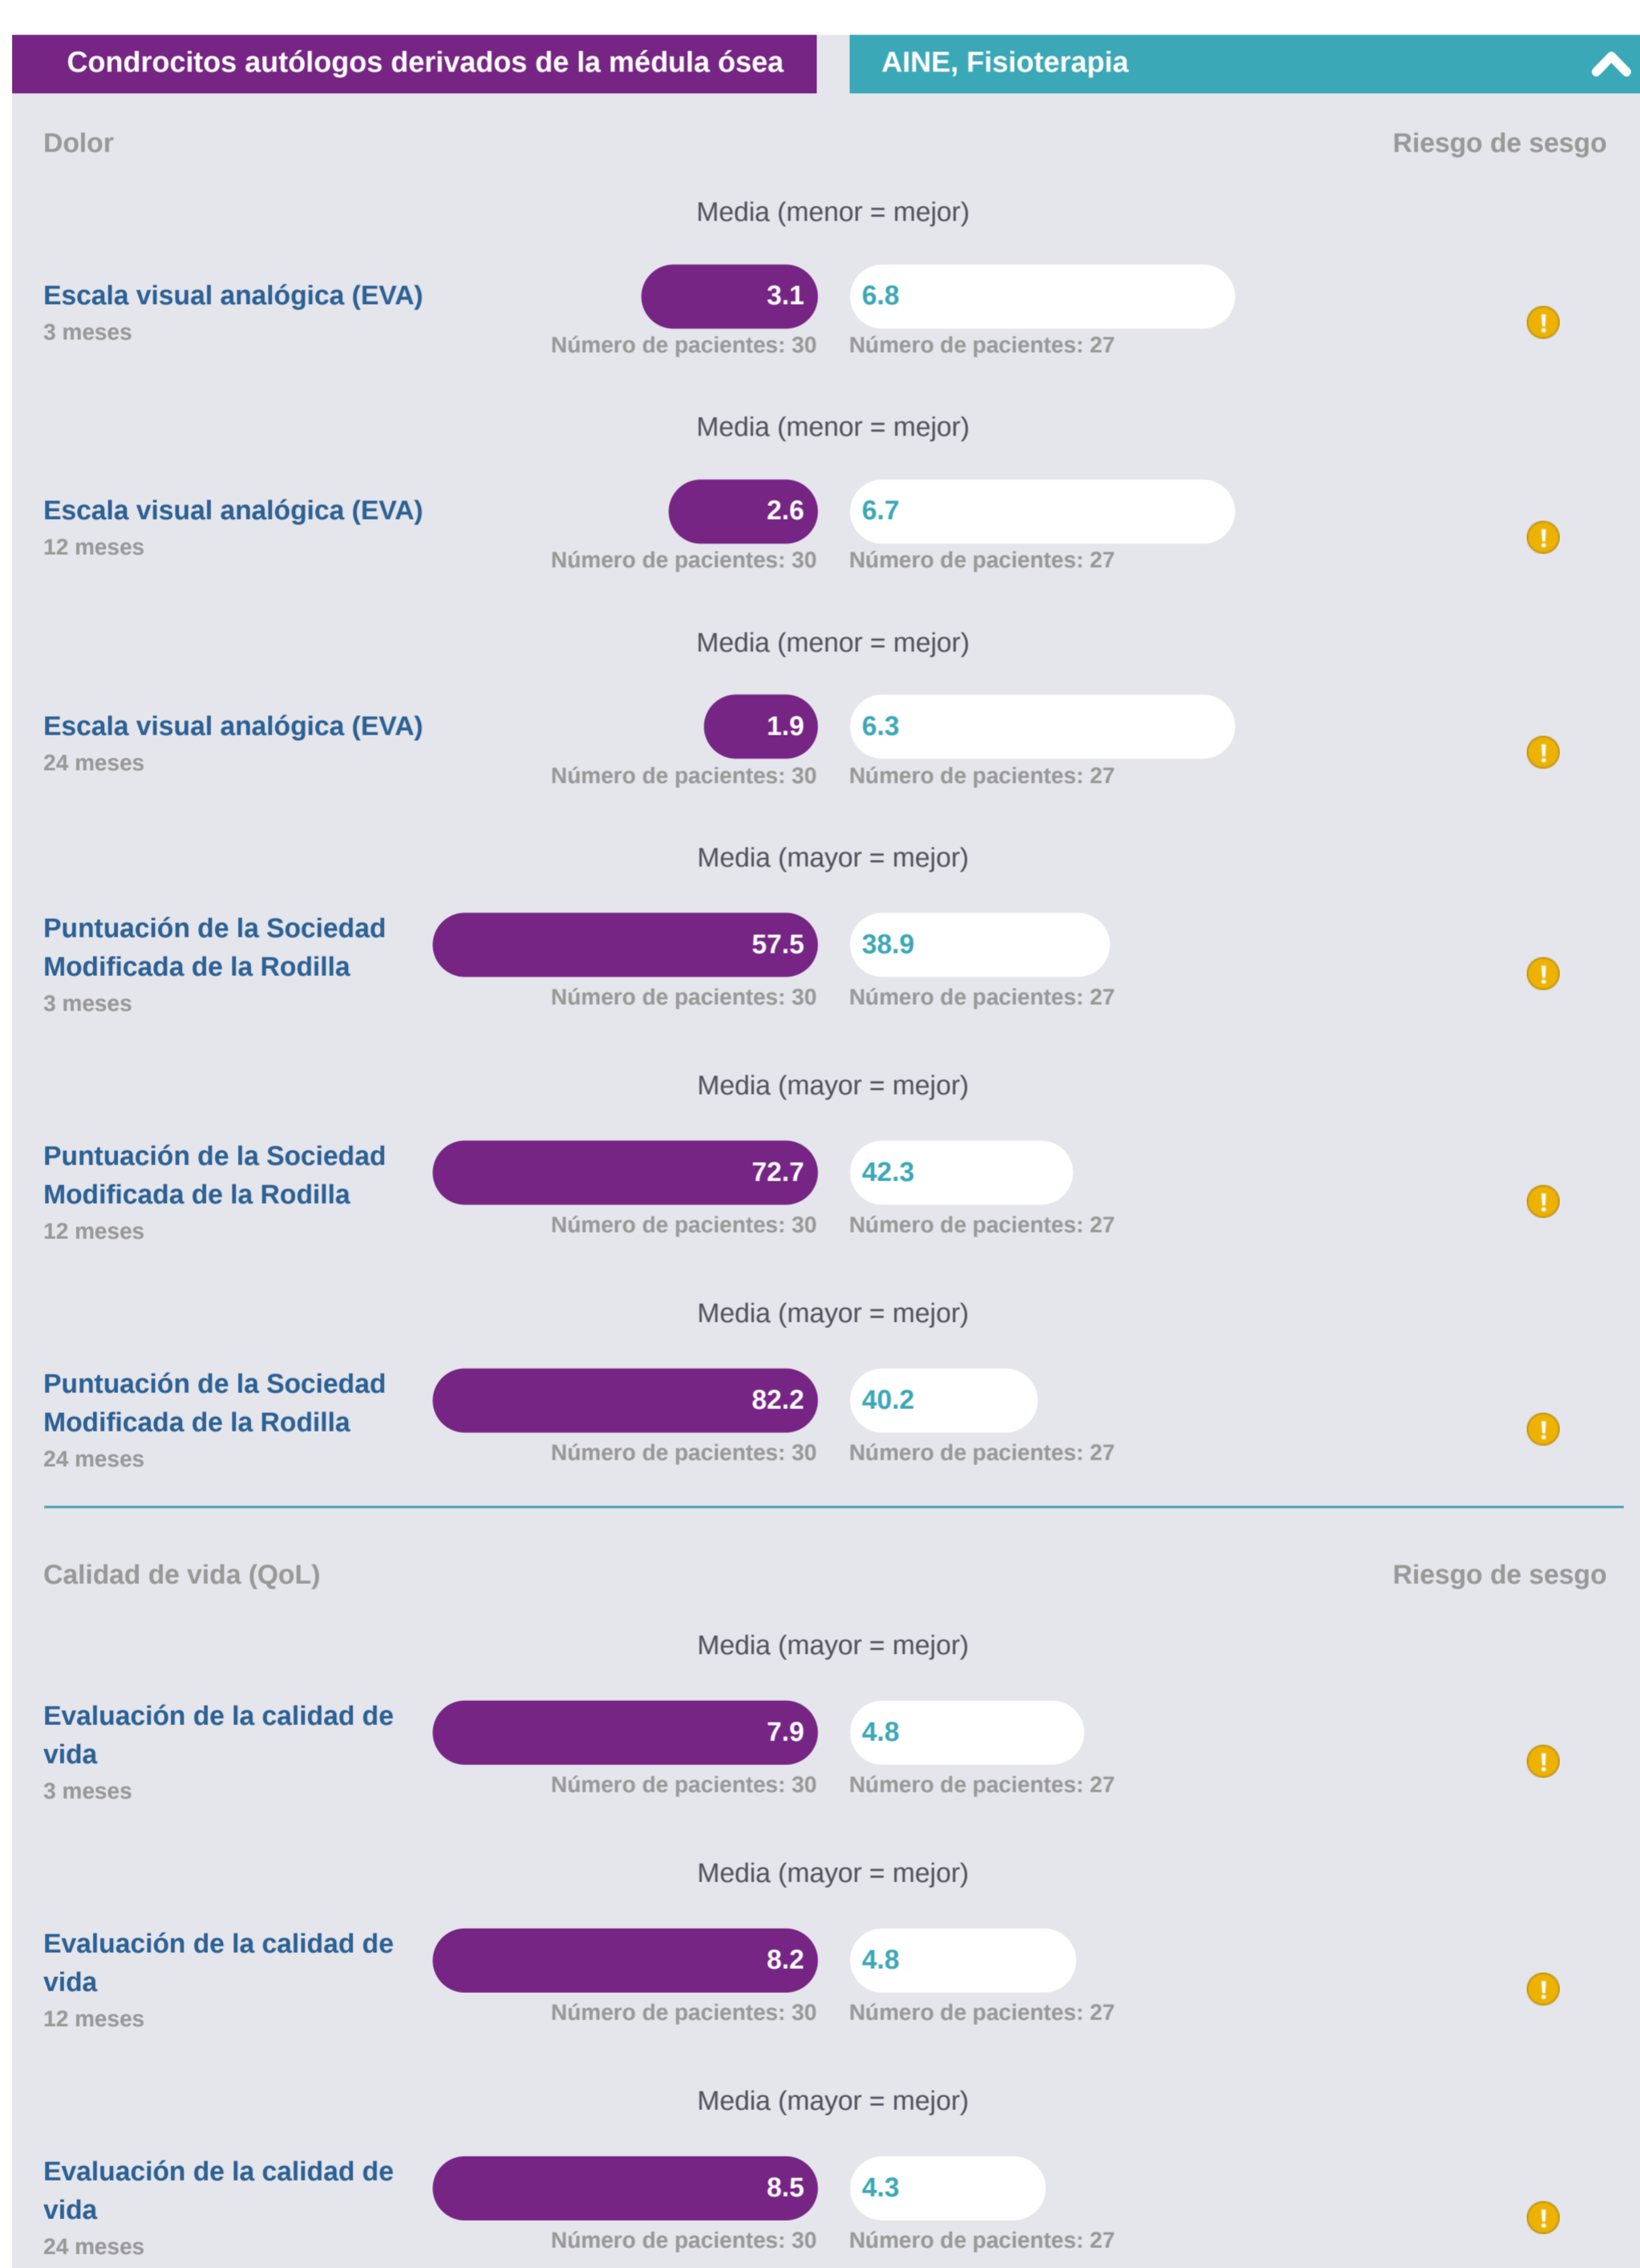 Condrocitos autólogos derivados de la médula ósea
AINE, Fisioterapia
Dolor
Riesgo de sesgo
Media (menor = mejor)
Escala visual analógica (EVA)
3 meses
3.1
6.8
Número de pacientes: 30
Número de pacientes: 27
Media (menor = mejor)
Escala visual analógica (EVA)
12 meses
2.6
6.7
Número de pacientes: 30
Número de pacientes: 27
Media (menor = mejor)
Escala visual analógica (EVA)
24 meses
1.9
6.3
Número de pacientes: 30
Número de pacientes: 27
Media (mayor = mejor)
Puntuación de la Sociedad
Modificada de la Rodilla
3 meses
57.5
38.9
Número de pacientes: 30
Número de pacientes: 27
Media (mayor = mejor)
Puntuación de la Sociedad
Modificada de la Rodilla
12 meses
72.7
42.3
Número de pacientes: 30
Número de pacientes: 27
Media (mayor = mejor)
Puntuación de la Sociedad
Modificada de la Rodilla
24 meses
82.2
40.2
Número de pacientes: 30
Número de pacientes: 27
Calidad de vida (QoL)
Riesgo de sesgo
Media (mayor = mejor)
Evaluación de la calidad de
vida
3 meses
7.9
4.8
Número de pacientes: 30
Número de pacientes: 27
Media (mayor = mejor)
Evaluación de la calidad de
vida
12 meses
8.2
4.8
Número de pacientes: 30
Número de pacientes: 27
Media (mayor = mejor)
Evaluación de la calidad de
vida
24 meses
8.5
4.3
Número de pacientes: 30
Número de pacientes: 27